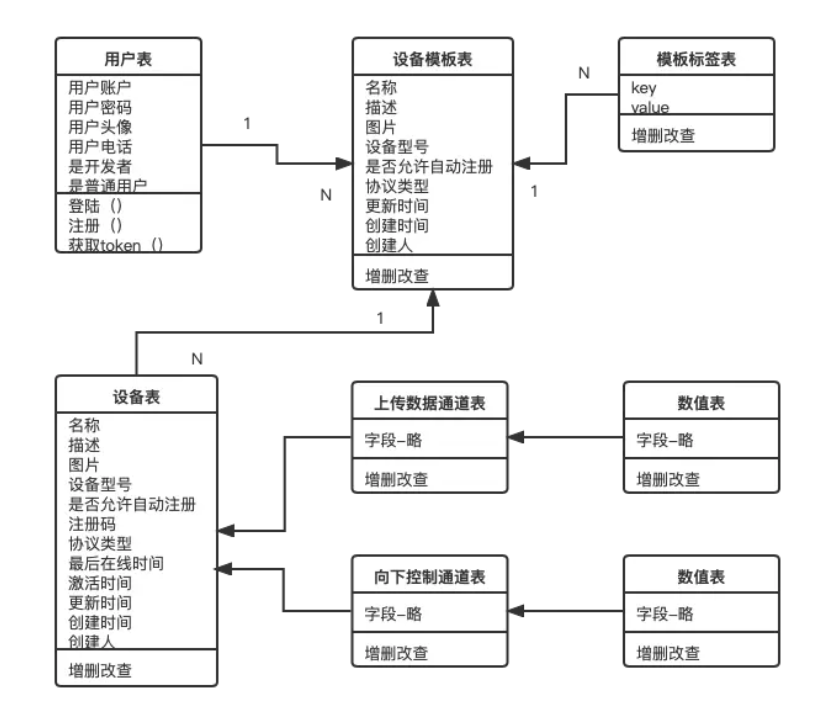 用户表
用户账户
用户密码
用户头像
用户电话
是开发者
是普通用户
登陆（）
注册（）
获取token（）
1
N
设备模板表
名称
描述
图片
设备型号
是否允许自动注册
协议类型
更新时间
创建时间
创建人
增删改查
N
1
模板标签表
key
value
增删改查
1
N
设备表
名称
描述
图片
设备型号
是否允许自动注册
注册码
协议类型
最后在线时间
激活时间
更新时间
创建时间
创建人
增删改查
上传数据通道表
字段–略
增删改查
数值表
字段–略
增删改查
向下控制通道表
字段–略
增删改查
数值表
字段–略
增删改查